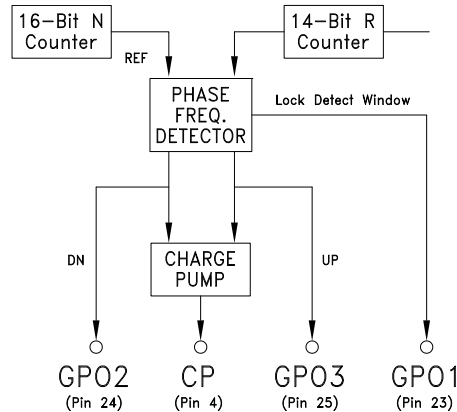 16-Bit N
Counter
14-Bit R
Counter
REF
PHASE
FREQ.
DETECTOR
Lock Detect Window
DN
CHARGE
PUMP
UP
GPO2
(Pin 24)
CP
(Pin 4)
GPO3
(Pin 25)
GPO1
(Pin 23)